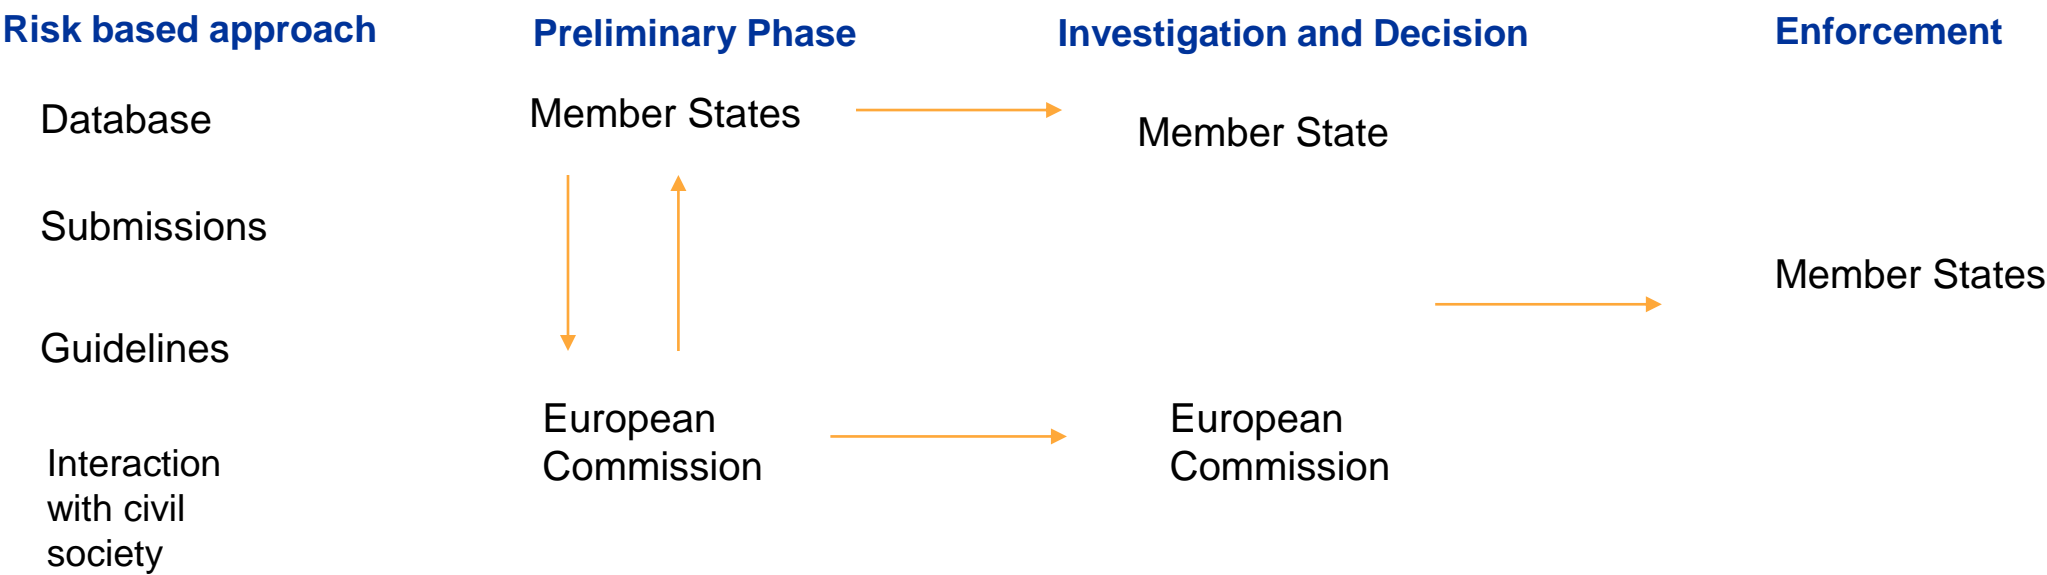 Risk based approach
Preliminary Phase
Investigation and Decision
Enforcement
Database
Submissions
Guidelines
Interaction
with civil
society
Member States
European
Commission
Member State
European
Commission
Member States